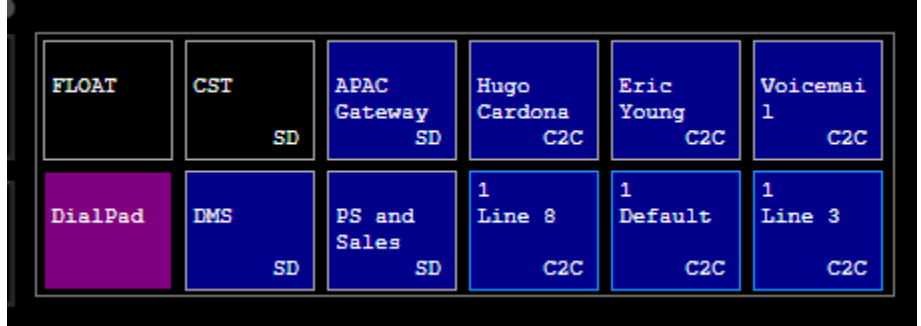 FLOAT
CST
SD
APAC
Gateway
SD
Hugo
Cardona
C2C
Eric
Young
C2C
Voicemai
l
C2C
DialPad
DMS
SD
PS and
Sales
SD
1
Line 8
C2C
1
Default
C2C
1
Line 3
C2C